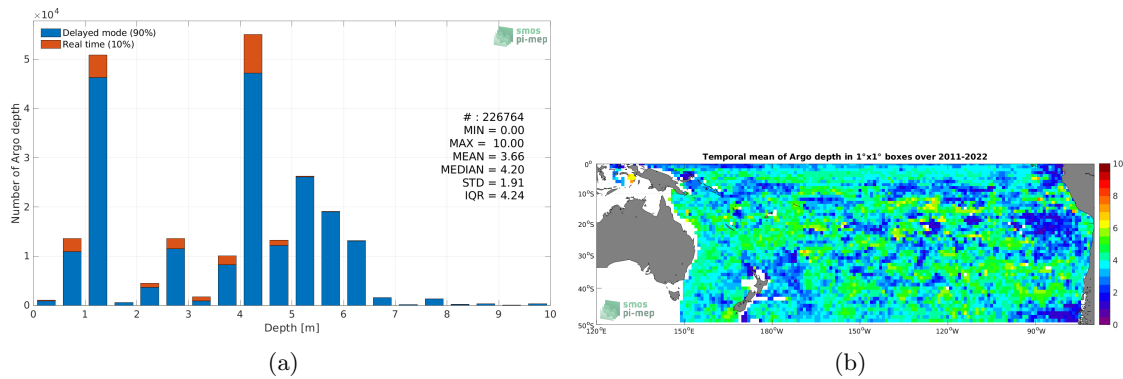 ×10⁴
Delayed mode (90%)
Real time (10%)
smos
pi-mep
# : 226764
MIN = 0.00
MAX = 10.00
MEAN = 3.66
MEDIAN = 4.20
STD = 1.91
IQR = 4.24
Number of Argo depth
5
4
3
2
1
0
0 1 2 3 4 5 6 7 8 9 10
Depth [m]
(a)
Temporal mean of Argo depth in 1°x1° boxes over 2011-2022
0°
10°S
20°S
30°S
40°S
50°S
120°E 150°E 180°W 150°W 120°W 90°W
10
8
6
4
2
0
smos
pi-mep
(b)